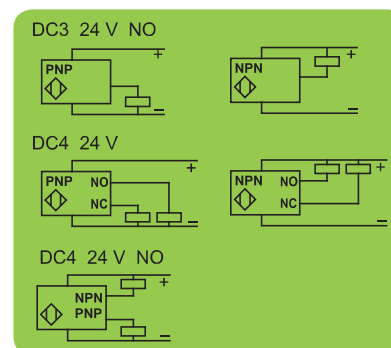 DC3 24 V NO
PNP
+
−
NPN
+
−
DC4 24 V
PNP NO
NC
+
−
NPN NO
NC
+
−
DC4 24 V NO
NPN
PNP
+
−